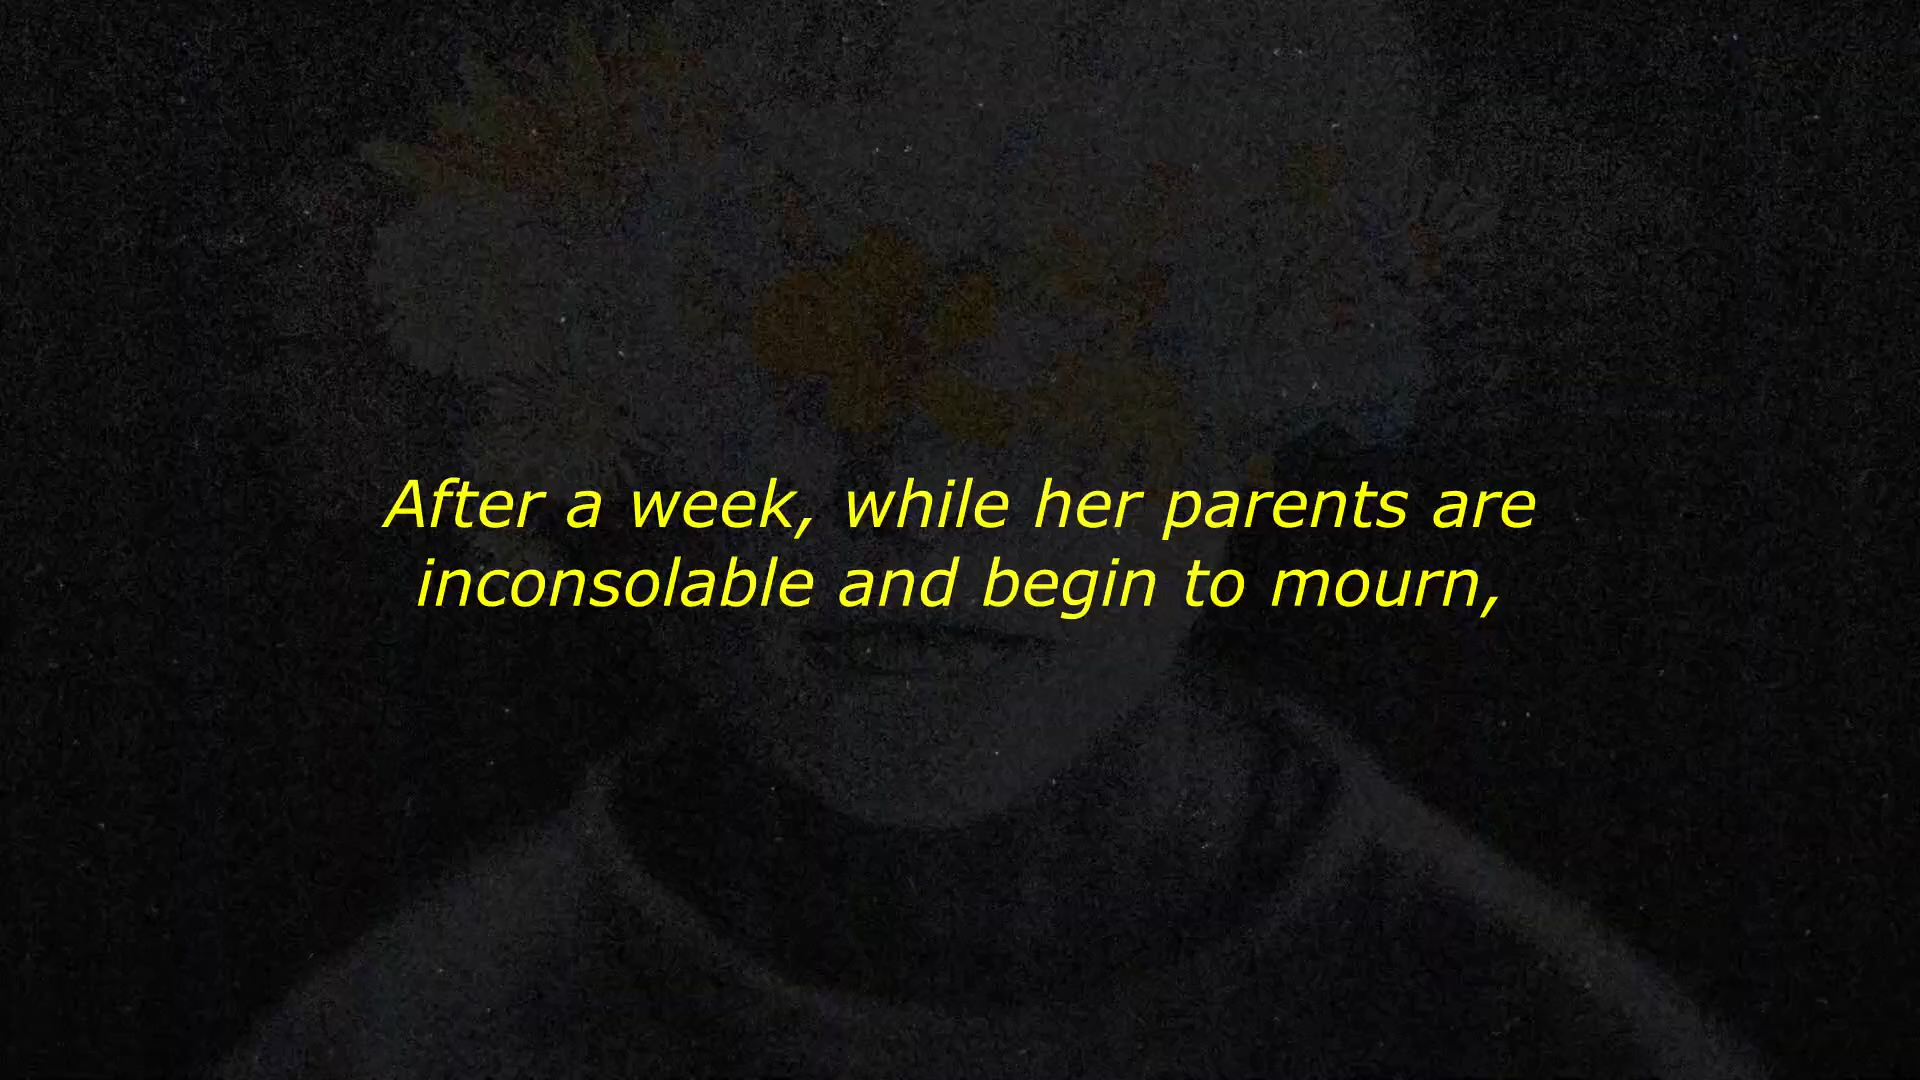 After a week, while her parents are
inconsolable and begin to mourn,